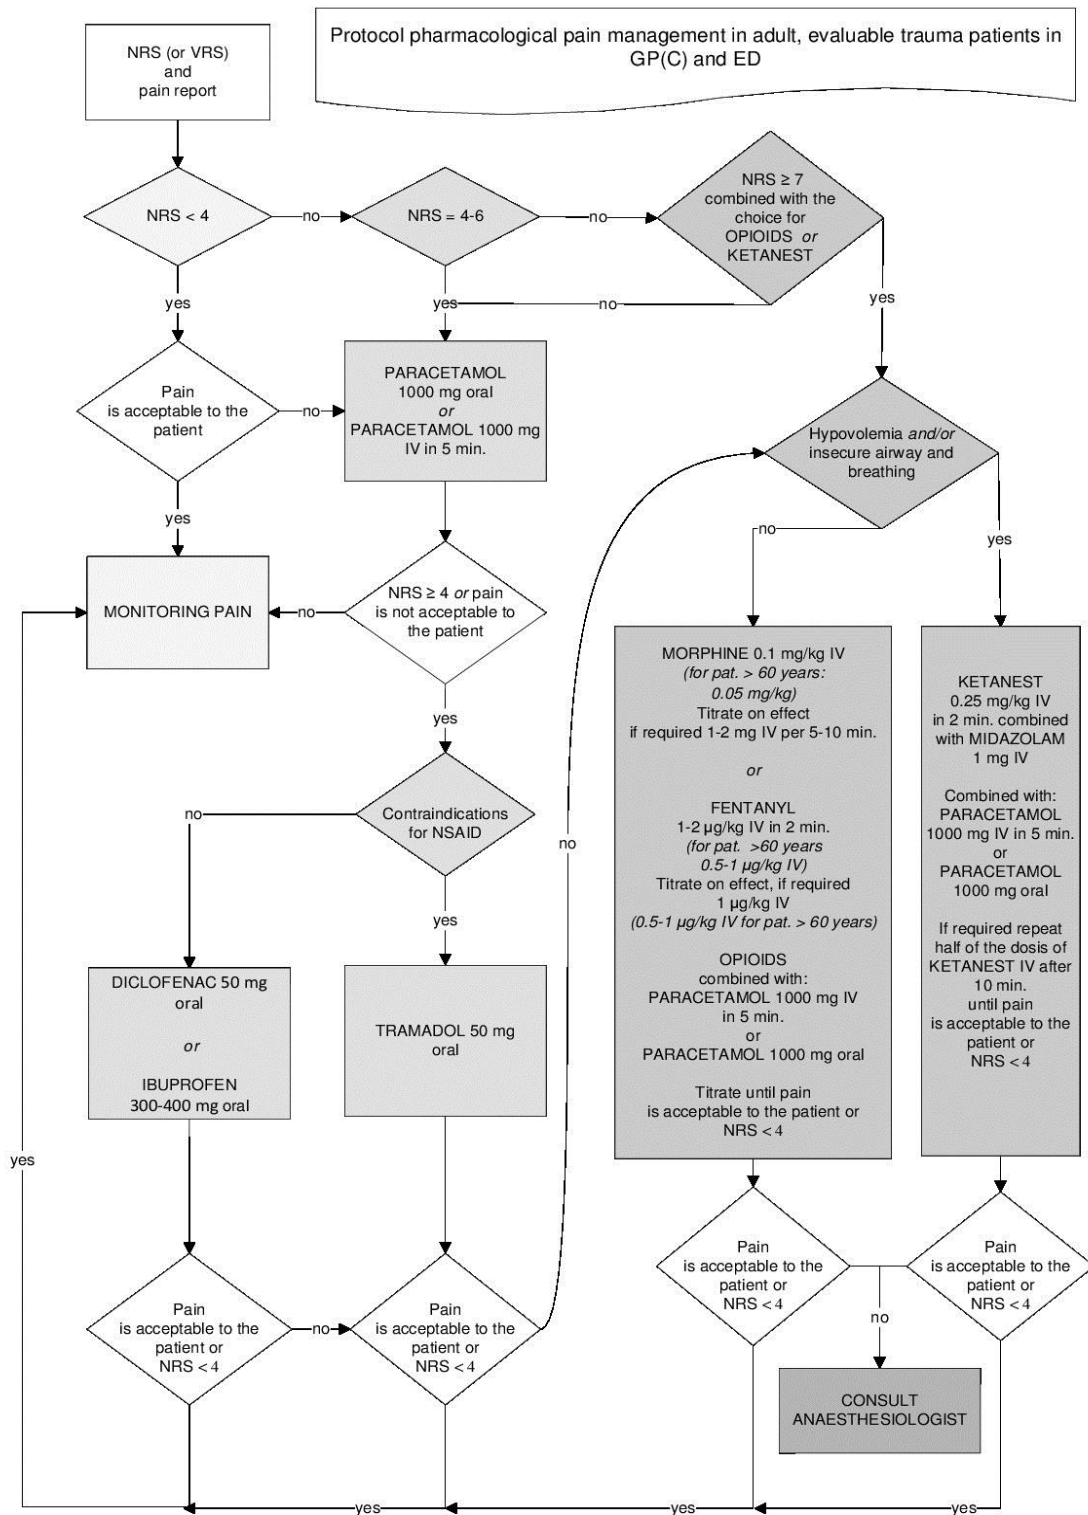 Protocol pharmacological pain management in adult, evaluable trauma patients in
GP(C) and ED
NRS (or VRS)
and
pain report
NRS < 4
no
NRS = 4-6
no
NRS ≥ 7
combined with the
choice for
OPIOIDS or
KETANEST
yes
yes
no
yes
Pain
is acceptable to the
patient
no
PARACETAMOL
1000 mg oral
or
PARACETAMOL 1000 mg
IV in 5 min.
Hypovolemia and/or
insecure airway and
breathing
yes
no
yes
MONITORING PAIN
no
NRS ≥ 4 or pain
is not acceptable to
the patient
yes
Contraindications
for NSAID
no
yes
no
DICLOFENAC 50 mg
oral
or
IBUPROFEN
300-400 mg oral
TRAMADOL 50 mg
oral
MORPHINE 0.1 mg/kg IV
(for pat. > 60 years:
0.05 mg/kg)
Titrate on effect
if required 1-2 mg IV per 5-10 min.
or
FENTANYL
1-2 µg/kg IV in 2 min.
(for pat. >60 years
0.5-1 µg/kg IV)
Titrate on effect, if required
1 µg/kg IV
(0.5-1 µg/kg IV for pat. > 60 years)
OPIOIDS
combined with:
PARACETAMOL 1000 mg IV
in 5 min.
or
PARACETAMOL 1000 mg oral
Titrate until pain
is acceptable to the patient or
NRS < 4
KETANEST
0.25 mg/kg IV
in 2 min. combined
with MIDAZOLAM
1 mg IV
Combined with:
PARACETAMOL
1000 mg IV in 5 min.
or
PARACETAMOL
1000 mg oral
If required repeat
half of the dosis of
KETANEST IV after
10 min.
until pain
is acceptable to the
patient or
NRS < 4
yes
Pain
is acceptable to the
patient or
NRS < 4
no
Pain
is acceptable to the
patient or
NRS < 4
Pain
is acceptable to the
patient or
NRS < 4
Pain
is acceptable to the
patient or
NRS < 4
no
CONSULT
ANAESTHESIOLOGIST
yes
yes
yes